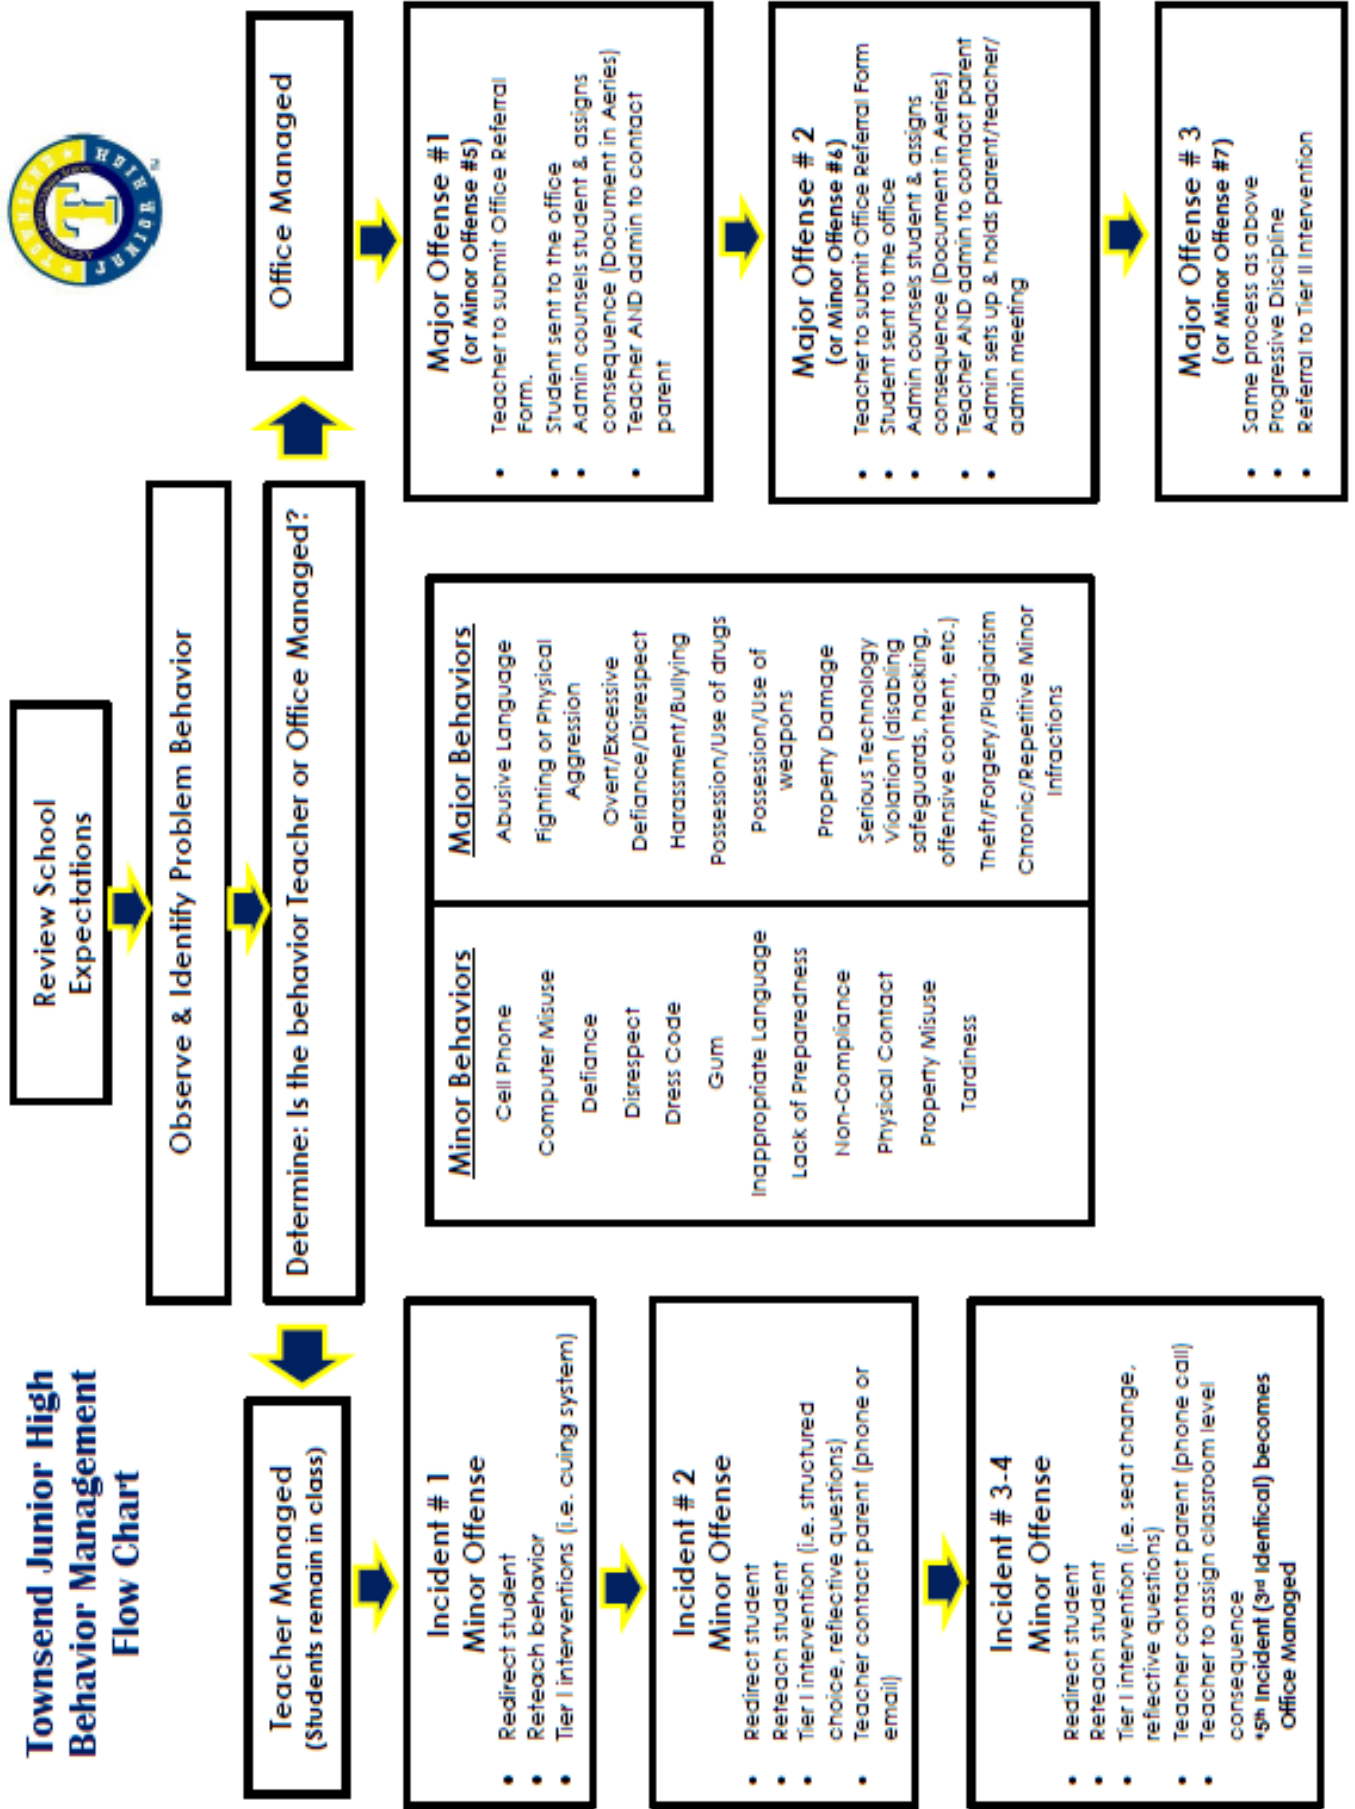 Townsend Junior High
Behavior Management
Flow Chart
Review School
Expectations
TOWNSEND
JUNIOR HIGH
T
TM
Observe & Identify Problem Behavior
Determine: Is the behavior Teacher or Office Managed?
Teacher Managed
(Students remain in class)
Incident # 1
Minor Offense
• Redirect student
• Reteach behavior
• Tier I interventions (i.e. cuing system)
Incident # 2
Minor Offense
• Redirect student
• Reteach student
• Tier I intervention (i.e. structured
choice, reflective questions)
• Teacher contact parent (phone or
email)
Incident # 3-4
Minor Offense
• Redirect student
• Reteach student
• Tier I intervention (i.e. seat change,
reflective questions)
• Teacher contact parent (phone call)
• Teacher to assign classroom level
consequence
*5th Incident (3rd identical) becomes
Office Managed
Minor Behaviors
Cell Phone
Computer Misuse
Defiance
Disrespect
Dress Code
Gum
Inappropriate Language
Lack of Preparedness
Non-Compliance
Physical Contact
Property Misuse
Tardiness
Major Behaviors
Abusive Language
Fighting or Physical
Aggression
Overt/Excessive
Defiance/Disrespect
Harassment/Bullying
Possession/Use of drugs
Possession/Use of
weapons
Property Damage
Serious Technology
Violation (disabling
safeguards, hacking,
offensive content, etc.)
Theft/Forgery/Plagiarism
Chronic/Repetitive Minor
Infractions
Office Managed
Major Offense #1
(or Minor Offense #5)
• Teacher to submit Office Referral
Form.
• Student sent to the office
• Admin counsels student & assigns
consequence (Document in Aeries)
• Teacher AND admin to contact
parent
Major Offense # 2
(or Minor Offense #6)
• Teacher to submit Office Referral Form
• Student sent to the office
• Admin counsels student & assigns
consequence (Document in Aeries)
• Teacher AND admin to contact parent
• Admin sets up & holds parent/teacher/
admin meeting
Major Offense # 3
(or Minor Offense #7)
• Same process as above
• Progressive Discipline
• Referral to Tier II Intervention